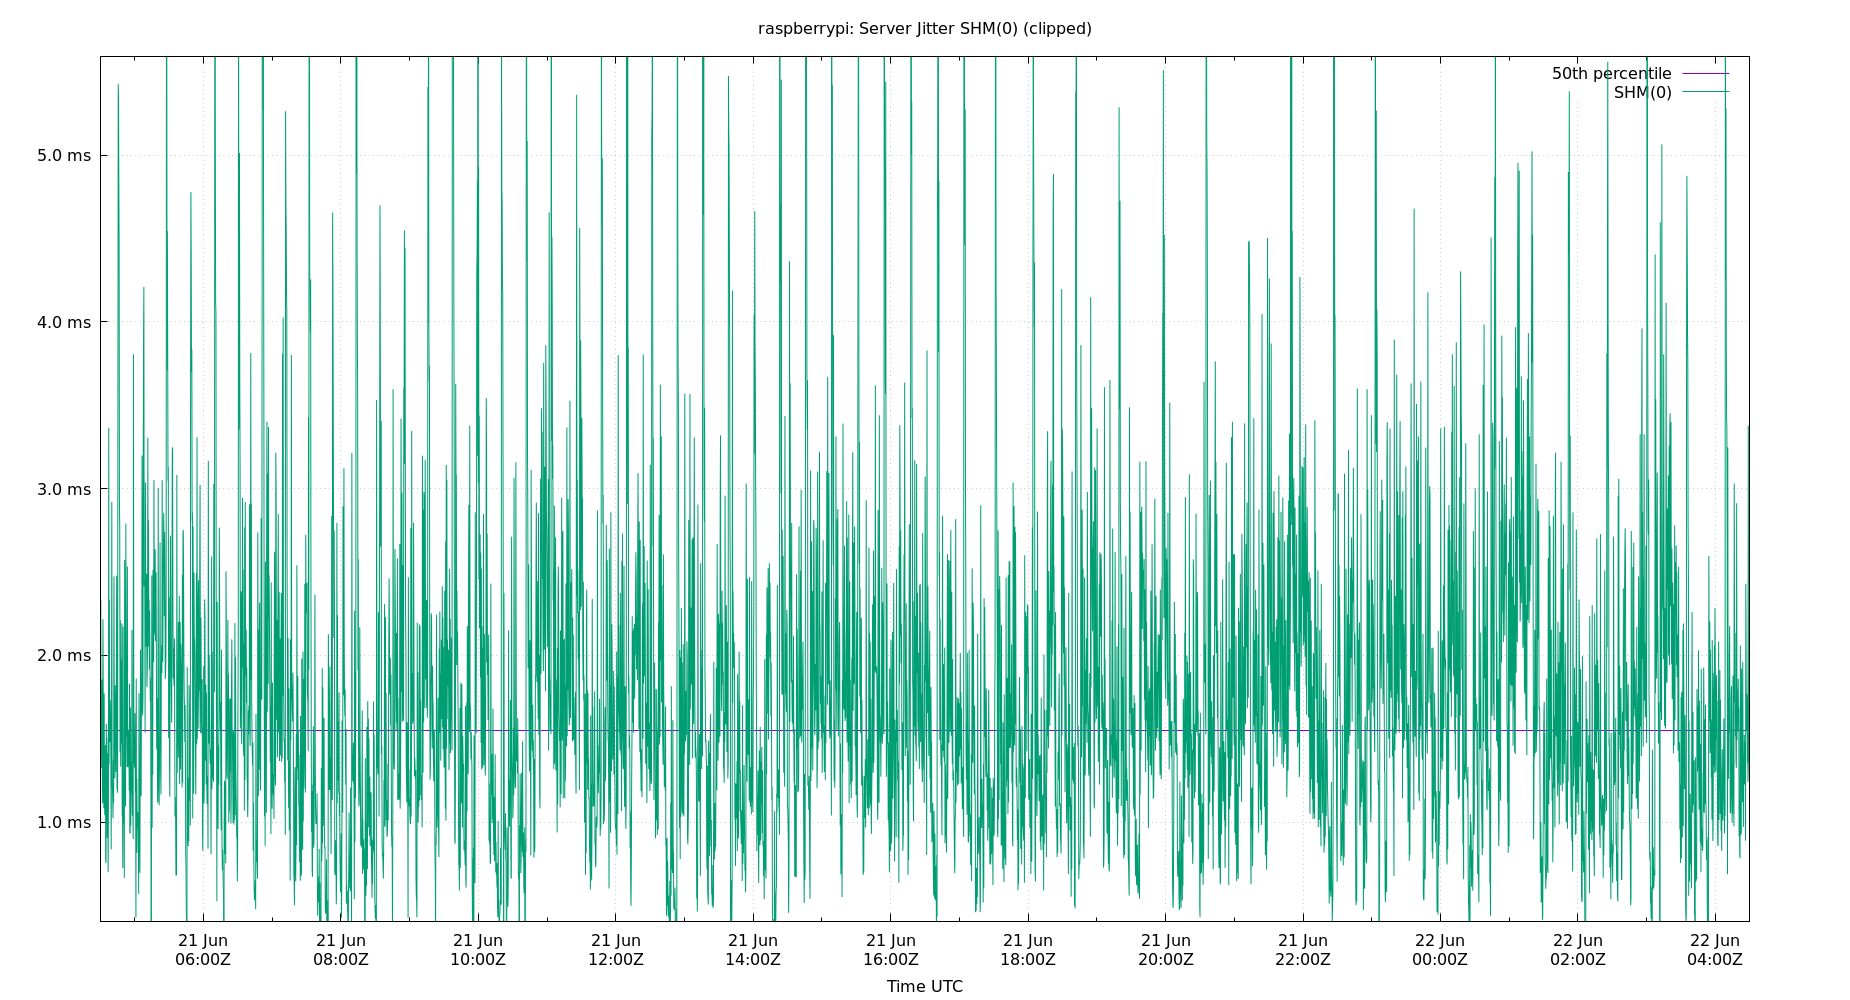 raspberrypi: Server Jitter SHM(0) (clipped)
50th percentile
SHM(0)
5.0 ms
4.0 ms
3.0 ms
2.0 ms
1.0 ms
21 Jun 21 Jun 21 Jun 21 Jun 21 Jun 21 Jun 21 Jun 21 Jun 21 Jun 22 Jun 22 Jun 22 Jun
06:00Z 08:00Z 10:00Z 12:00Z 14:00Z 16:00Z 18:00Z 20:00Z 22:00Z 00:00Z 02:00Z 04:00Z
Time UTC